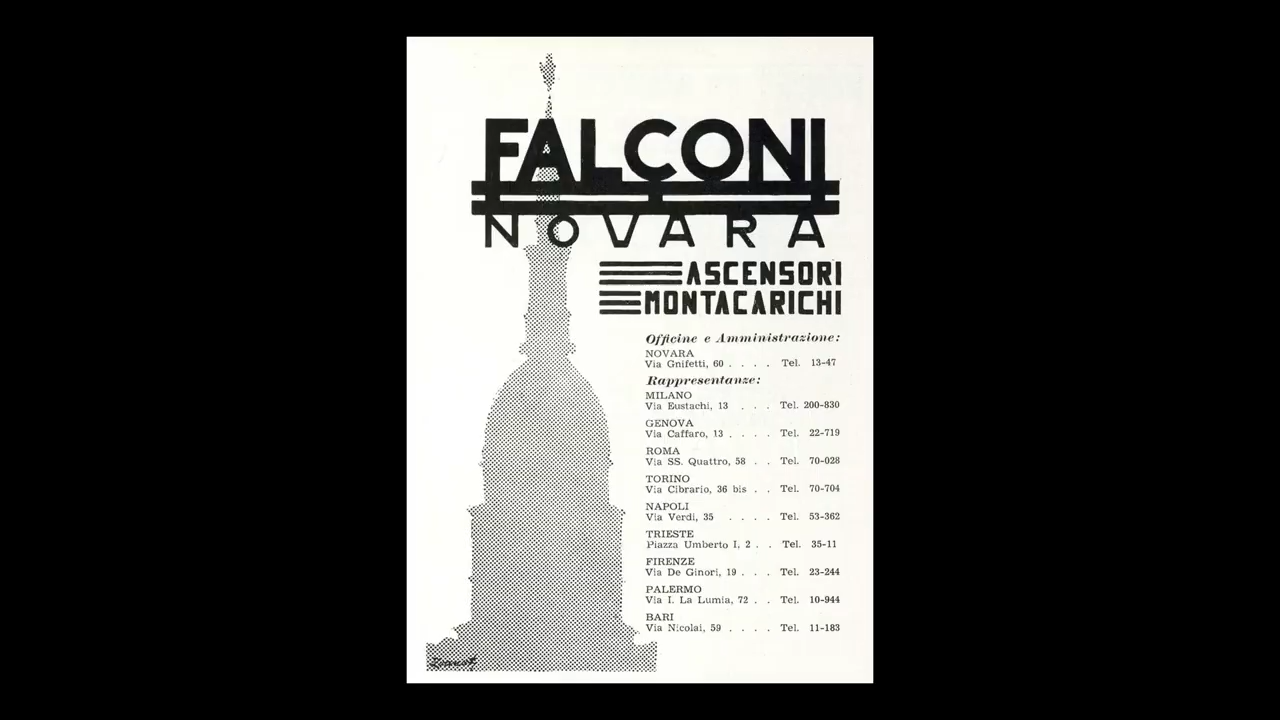 FALCONI
NOVARA
ASCENSORI
MONTACARICHI
Officine e Amministrazione:
NOVARA
Via Gnifetti, 60 . . . . Tel. 13-47
Rappresentanze:
MILANO
Via Eustachi, 13 . . . Tel. 200-830
GENOVA
Via Caffaro, 13 . . . . Tel. 22-719
ROMA
Via SS. Quattro, 58 . . Tel. 70-028
TORINO
Via Cibrario, 36 bis . . Tel. 70-704
NAPOLI
Via Verdi, 35 . . . . Tel. 53-362
TRIESTE
Piazza Umberto I, 2 . . Tel. 35-11
FIRENZE
Via De Ginori, 19 . . . Tel. 23-244
PALERMO
Via I. La Lumia, 72 . . Tel. 10-944
BARI
Via Nicolai, 59 . . . . Tel. 11-183